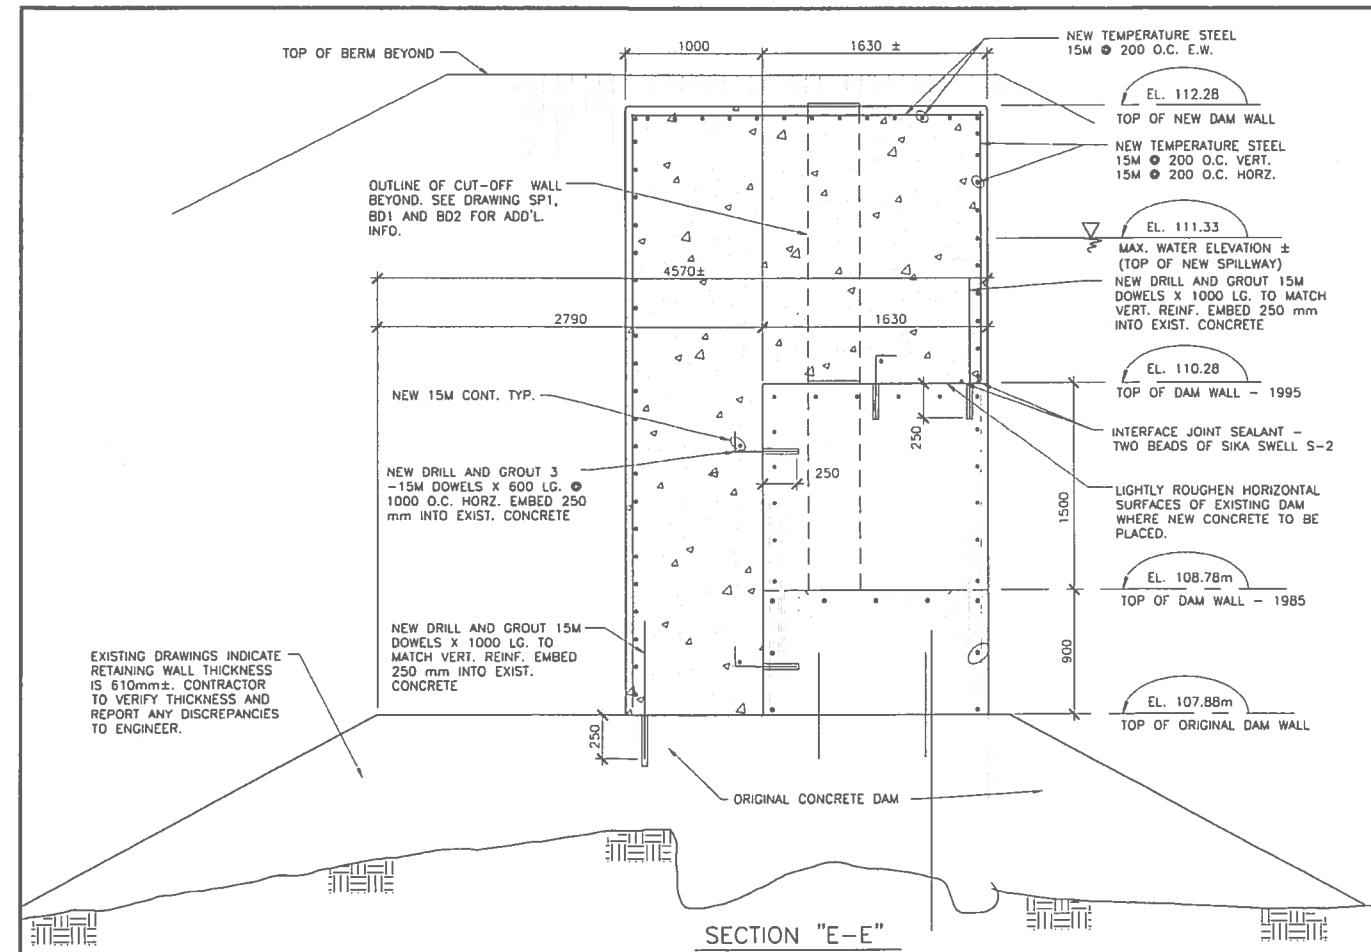 TOP OF BERM BEYOND
1000
1630 ±
NEW TEMPERATURE STEEL
15M @ 200 O.C. E.W.
EL. 112.28
TOP OF NEW DAM WALL
NEW TEMPERATURE STEEL
15M @ 200 O.C. VERT.
15M @ 200 O.C. HORZ.
OUTLINE OF CUT-OFF WALL
BEYOND. SEE DRAWING SP1,
BD1 AND BD2 FOR ADD'L.
INFO.
EL. 111.33
MAX. WATER ELEVATION ±
(TOP OF NEW SPILLWAY)
4570±
NEW DRILL AND GROUT 15M
DOWELS X 1000 LG. TO MATCH
VERT. REINF. EMBED 250 mm
INTO EXIST. CONCRETE
2790
1630
EL. 110.28
TOP OF DAM WALL - 1995
NEW 15M CONT. TYP.
250
INTERFACE JOINT SEALANT -
TWO BEADS OF SIKA SWELL S-2
NEW DRILL AND GROUT 3
-15M DOWELS X 600 LG. @
1000 O.C. HORZ. EMBED 250
mm INTO EXIST. CONCRETE
250
1500
LIGHTLY ROUGHEN HORIZONTAL
SURFACES OF EXISTING DAM
WHERE NEW CONCRETE TO BE
PLACED.
EL. 108.78m
TOP OF DAM WALL - 1985
NEW DRILL AND GROUT 15M
DOWELS X 1000 LG. TO
MATCH VERT. REINF. EMBED
250 mm INTO EXIST.
CONCRETE
900
EXISTING DRAWINGS INDICATE
RETAINING WALL THICKNESS
IS 610mm±. CONTRACTOR
TO VERIFY THICKNESS AND
REPORT ANY DISCREPANCIES
TO ENGINEER.
EL. 107.88m
TOP OF ORIGINAL DAM WALL
250
ORIGINAL CONCRETE DAM
SECTION "E-E"